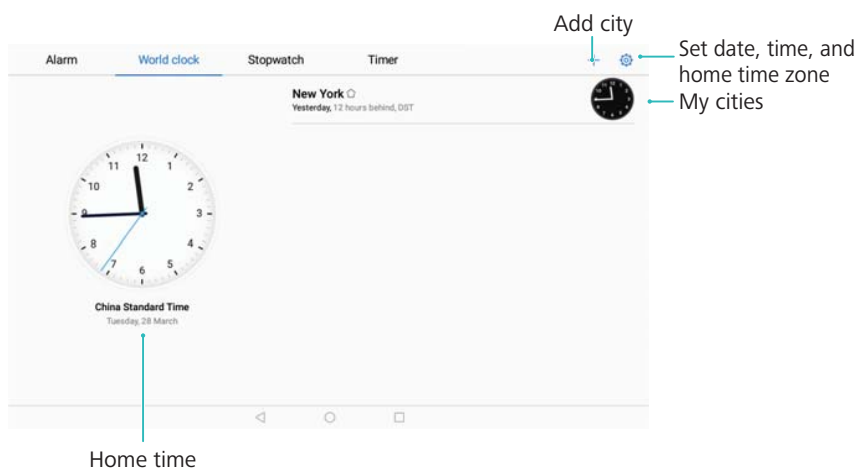 Add city
Alarm World clock Stopwatch Timer
Set date, time, and
home time zone
New York
Yesterday, 12 hours behind, DST
My cities
12
11 1
10 2
9 3
8 4
7 5
6
China Standard Time
Tuesday, 28 March
Home time